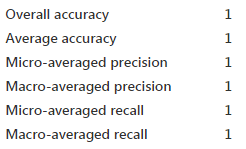 Overall accuracy 1
Average accuracy 1
Micro-averaged precision 1
Macro-averaged precision 1
Micro-averaged recall 1
Macro-averaged recall 1